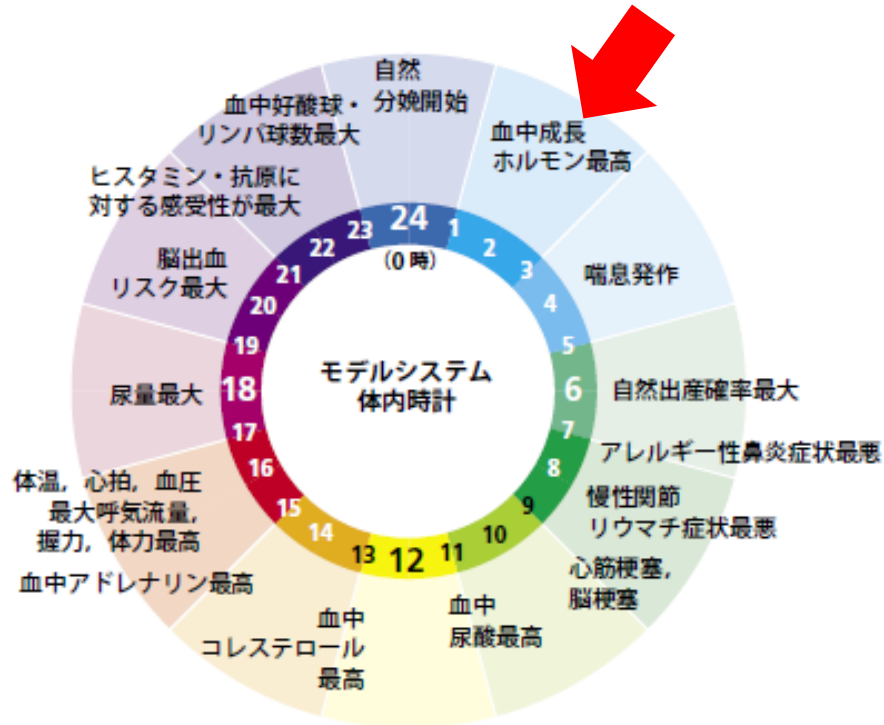 自然
分娩開始
血中成長
ホルモン最高
喘息発作
自然出産確率最大
アレルギー性鼻炎症状最悪
慢性関節
リウマチ症状最悪
心筋梗塞，
脳梗塞
血中
尿酸最高
血中
コレステロール
最高
血中アドレナリン最高
体温，心拍，血圧
最大呼気流量，
握力，体力最高
尿量最大
脳出血
リスク最大
ヒスタミン・抗原に
対する感受性が最大
血中好酸球・
リンパ球数最大
24
（0 時）
1
2
3
4
5
6
7
8
9
10
11
12
13
14
15
16
17
18
19
20
21
22
23
モデルシステム
体内時計